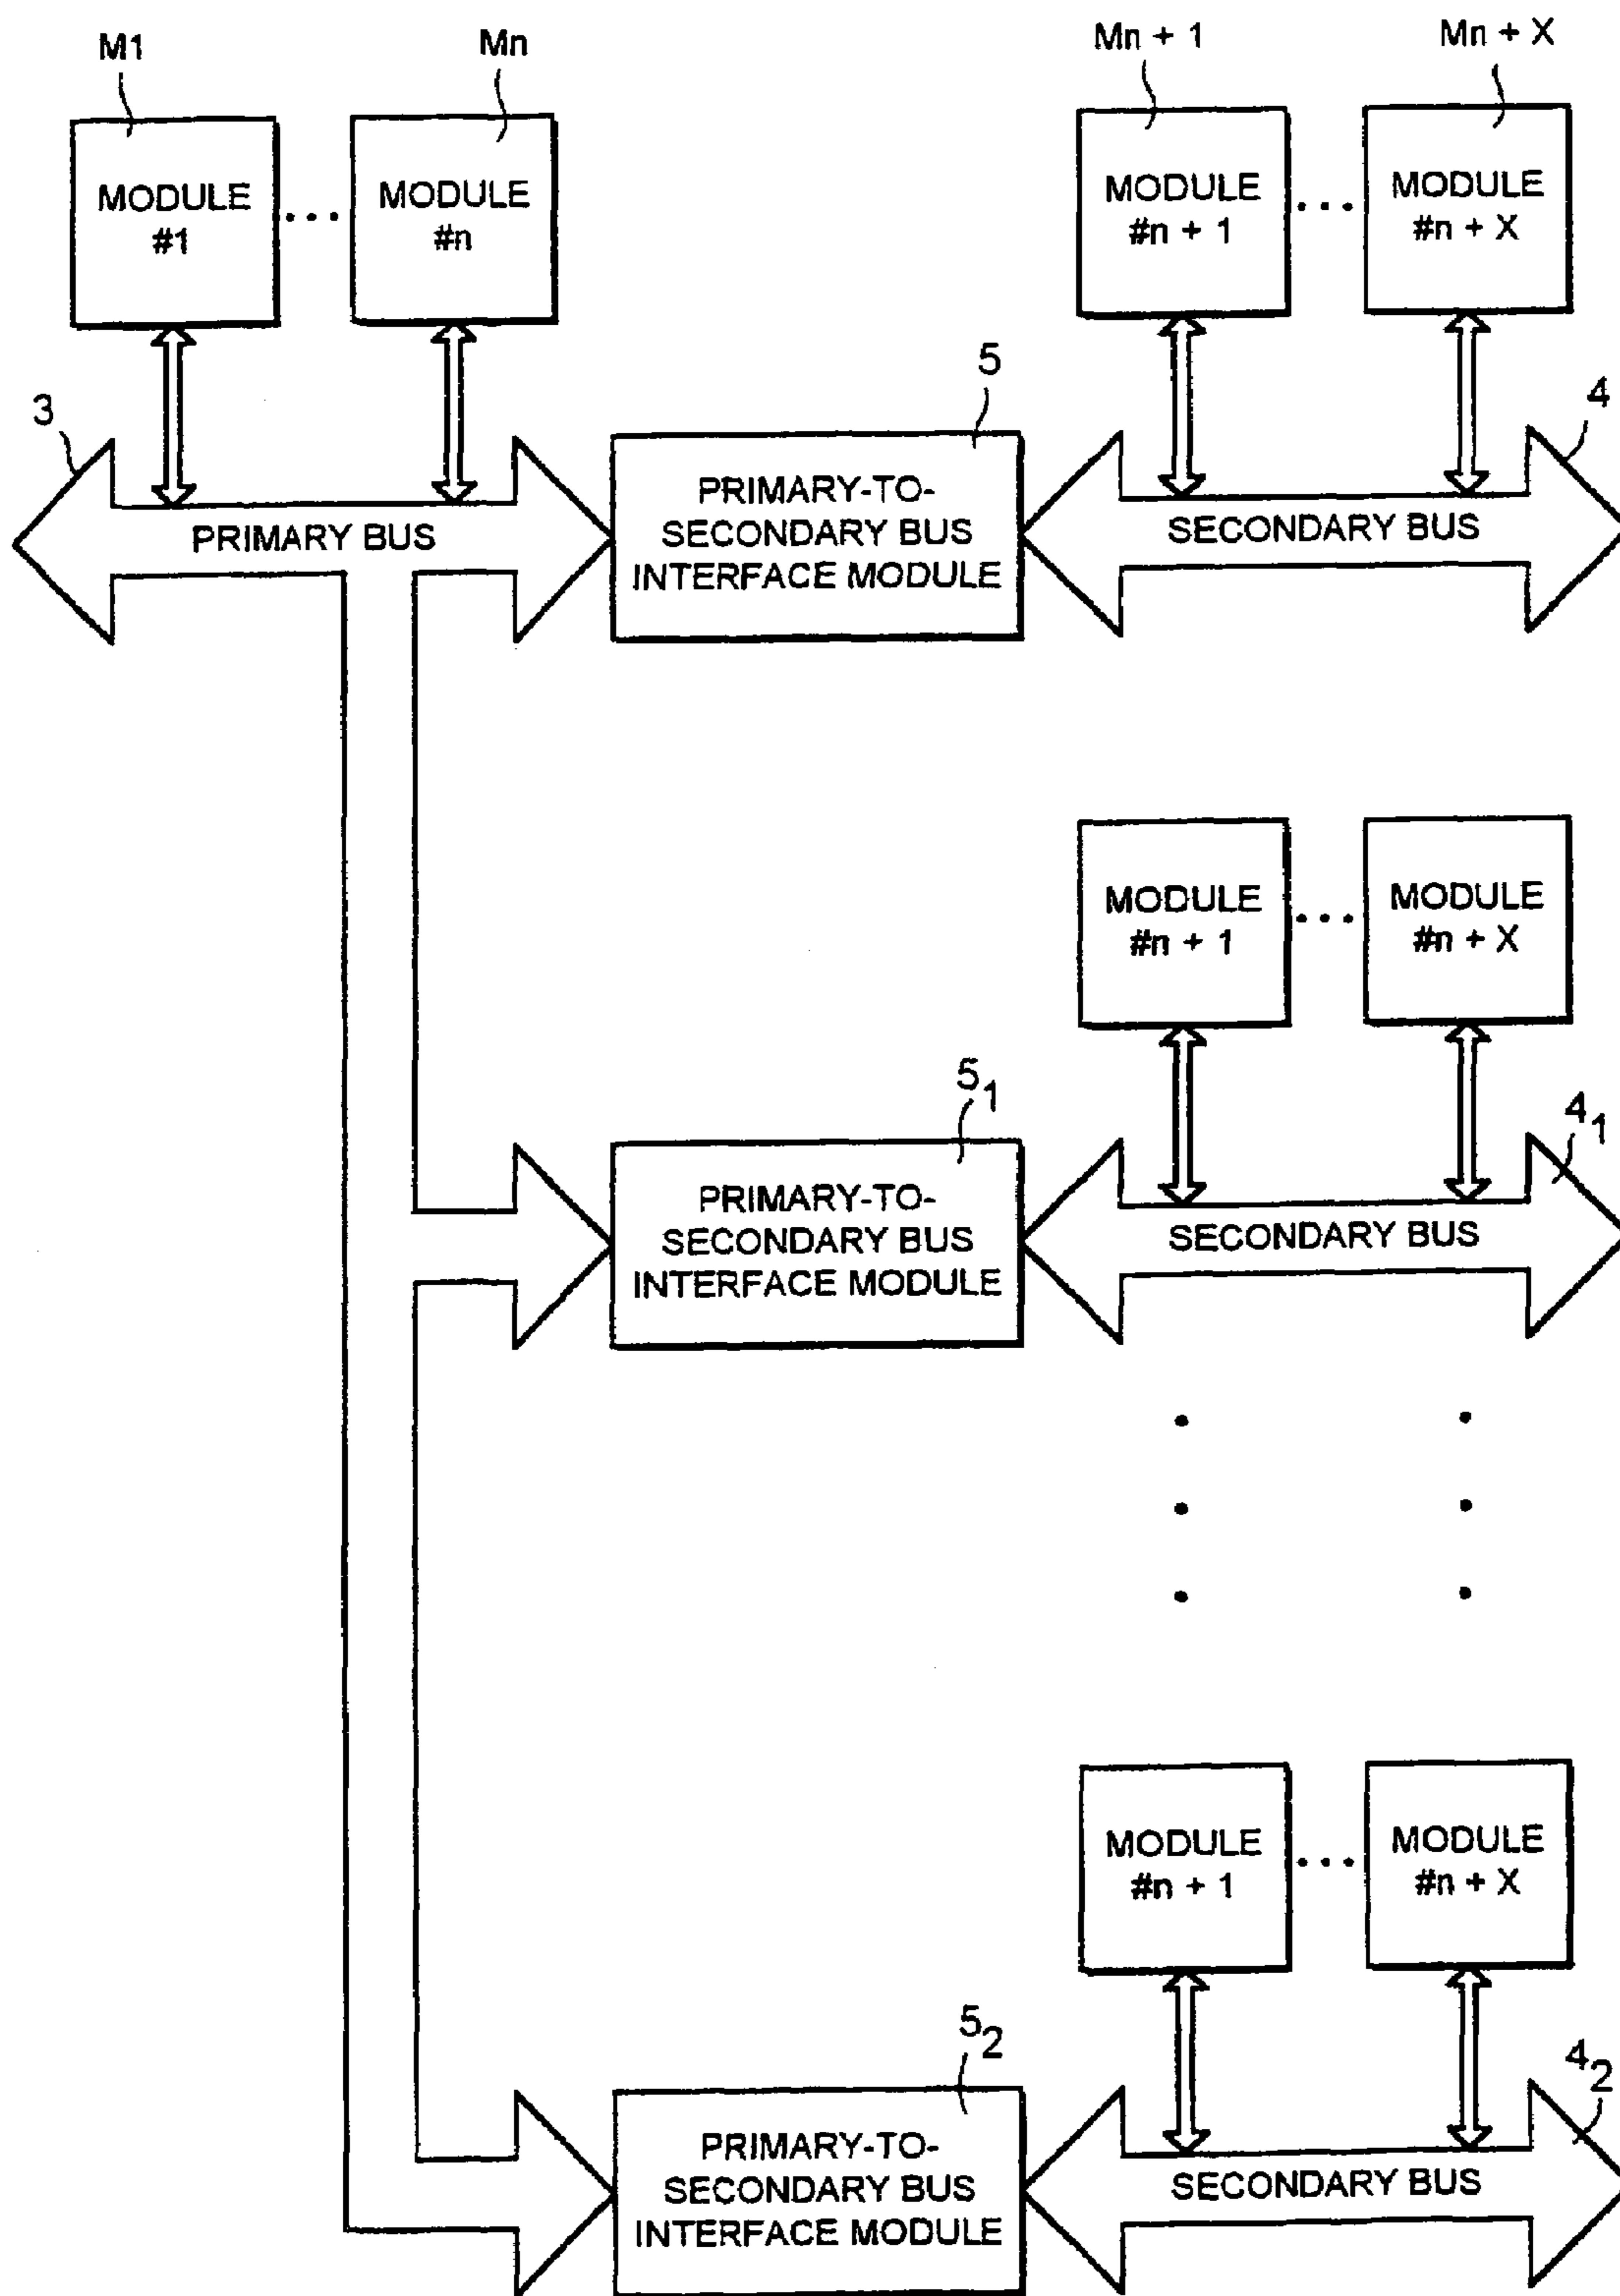 M1
Mn
Mn + 1
Mn + X
MODULE
#1
...
MODULE
#n
MODULE
#n + 1
...
MODULE
#n + X
3
5
4
PRIMARY BUS
PRIMARY-TO-
SECONDARY BUS
INTERFACE MODULE
SECONDARY BUS
MODULE
#n + 1
...
MODULE
#n + X
5₁
4₁
PRIMARY-TO-
SECONDARY BUS
INTERFACE MODULE
SECONDARY BUS
MODULE
#n + 1
...
MODULE
#n + X
5₂
4₂
PRIMARY-TO-
SECONDARY BUS
INTERFACE MODULE
SECONDARY BUS